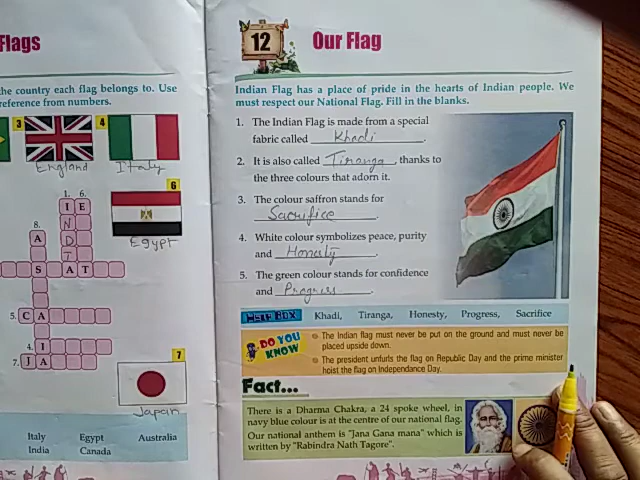 Flags
the country each flag belongs to. Use
reference from numbers.
3
4
England
Italy
6
Egypt
1. 6.
I E
N
8.
D
A
I
S A T
5. C A
4. I
7. J A
7
Japan
Italy Egypt Australia
India Canada
12 Our Flag
Indian Flag has a place of pride in the hearts of Indian people. We
must respect our National Flag. Fill in the blanks.
1. The Indian Flag is made from a special
fabric called Khadi.
2. It is also called Tiranga, thanks to
the three colours that adorn it.
3. The colour saffron stands for
Sacrifice.
4. White colour symbolizes peace, purity
and Honesty.
5. The green colour stands for confidence
and Progress.
HELP BOX Khadi, Tiranga, Honesty, Progress, Sacrifice
DO YOU KNOW
The Indian flag must never be put on the ground and must never be
placed upside down.
The president unfurls the flag on Republic Day and the prime minister
hoist the flag on Independence Day.
Fact...
There is a Dharma Chakra, a 24 spoke wheel, in
navy blue colour is at the centre of our national flag.
Our national anthem is "Jana Gana mana" which is
written by "Rabindra Nath Tagore".